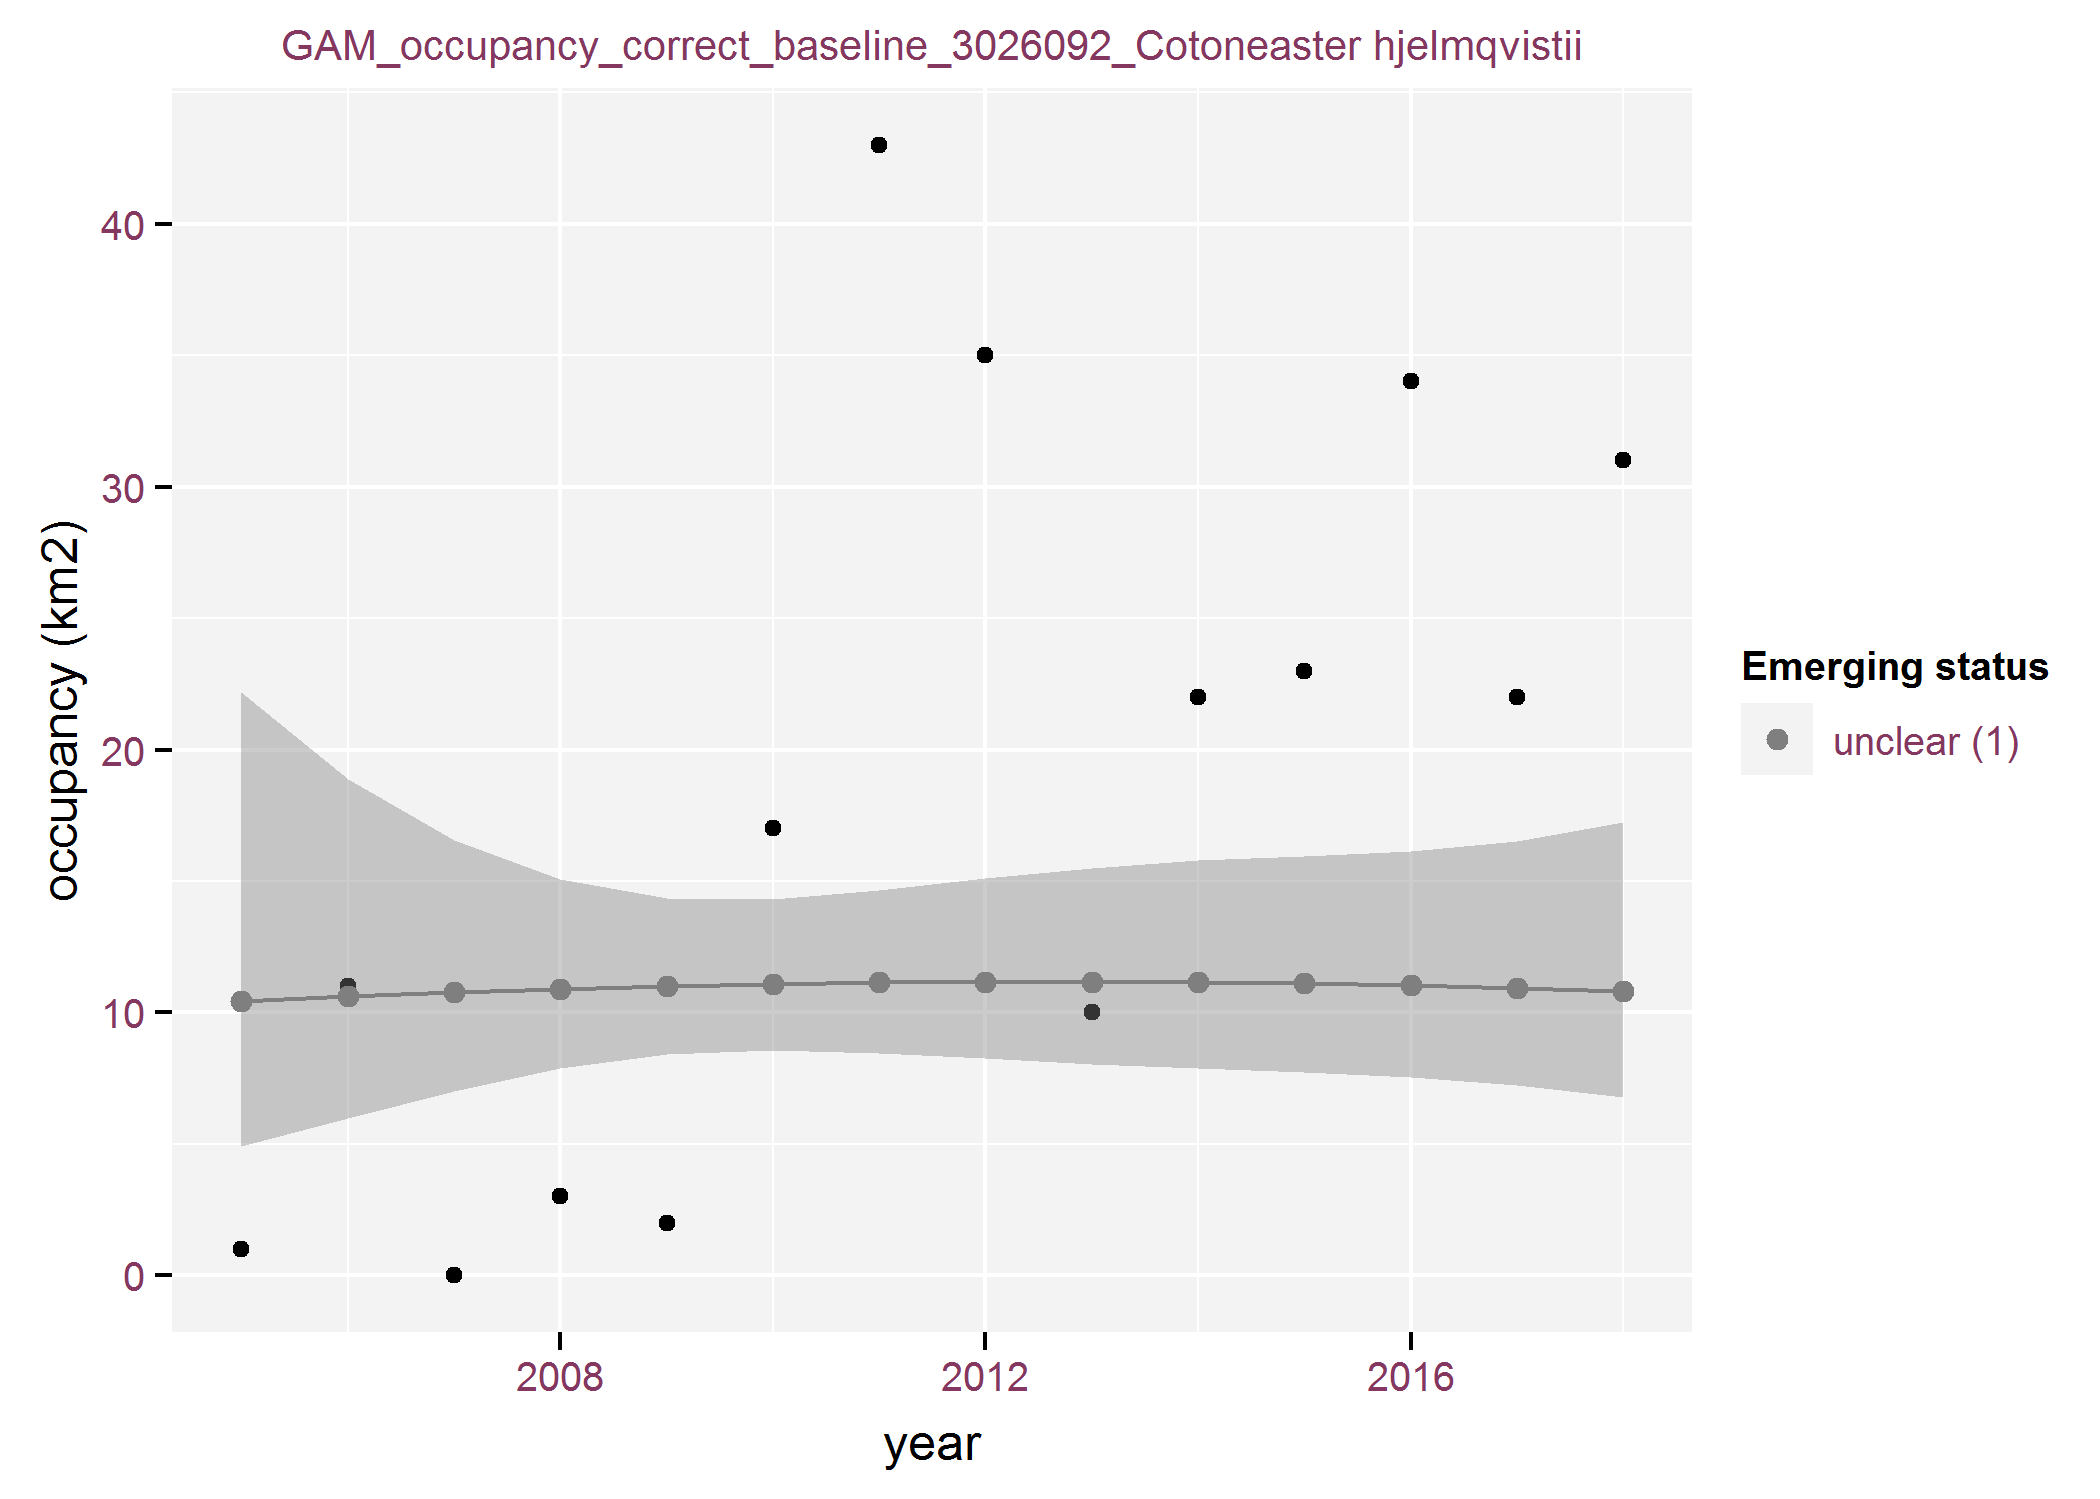 GAM_occupancy_correct_baseline_3026092_Cotoneaster hjelmqvistii
occupancy (km2)
40
30
20
10
0
2008
2012
2016
year
Emerging status
unclear (1)